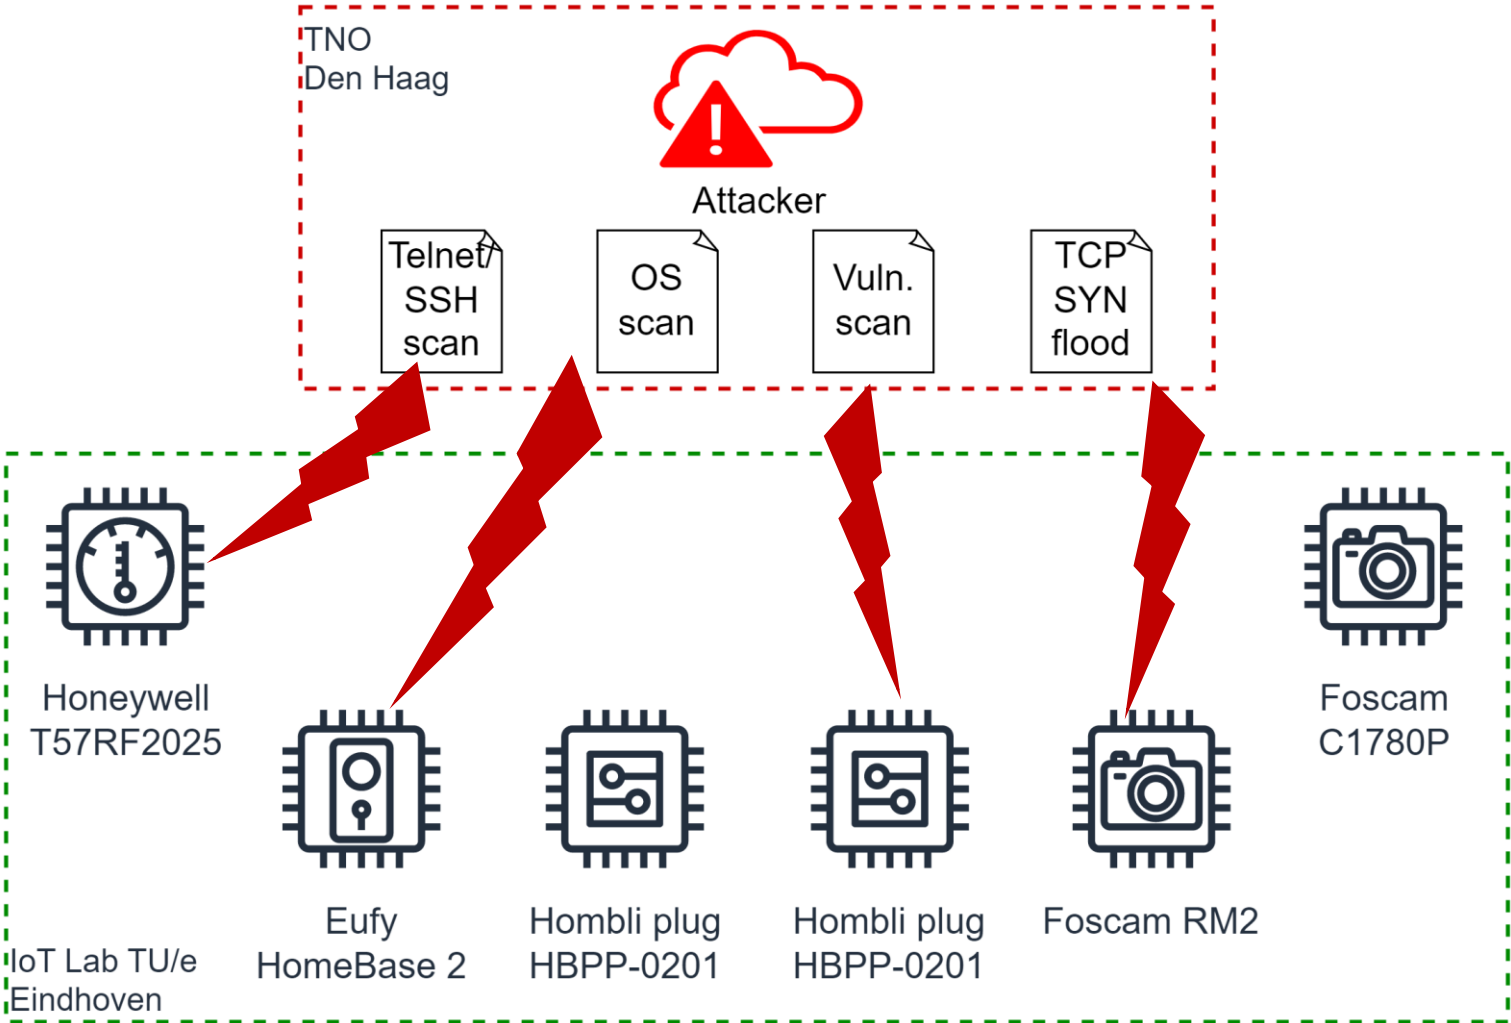 TNO
Den Haag
Attacker
Telnet/
SSH
scan
OS
scan
Vuln.
scan
TCP
SYN
flood
Honeywell
T57RF2025
Eufy
HomeBase 2
Hombli plug
HBPP-0201
Hombli plug
HBPP-0201
Foscam RM2
Foscam
C1780P
IoT Lab TU/e
Eindhoven